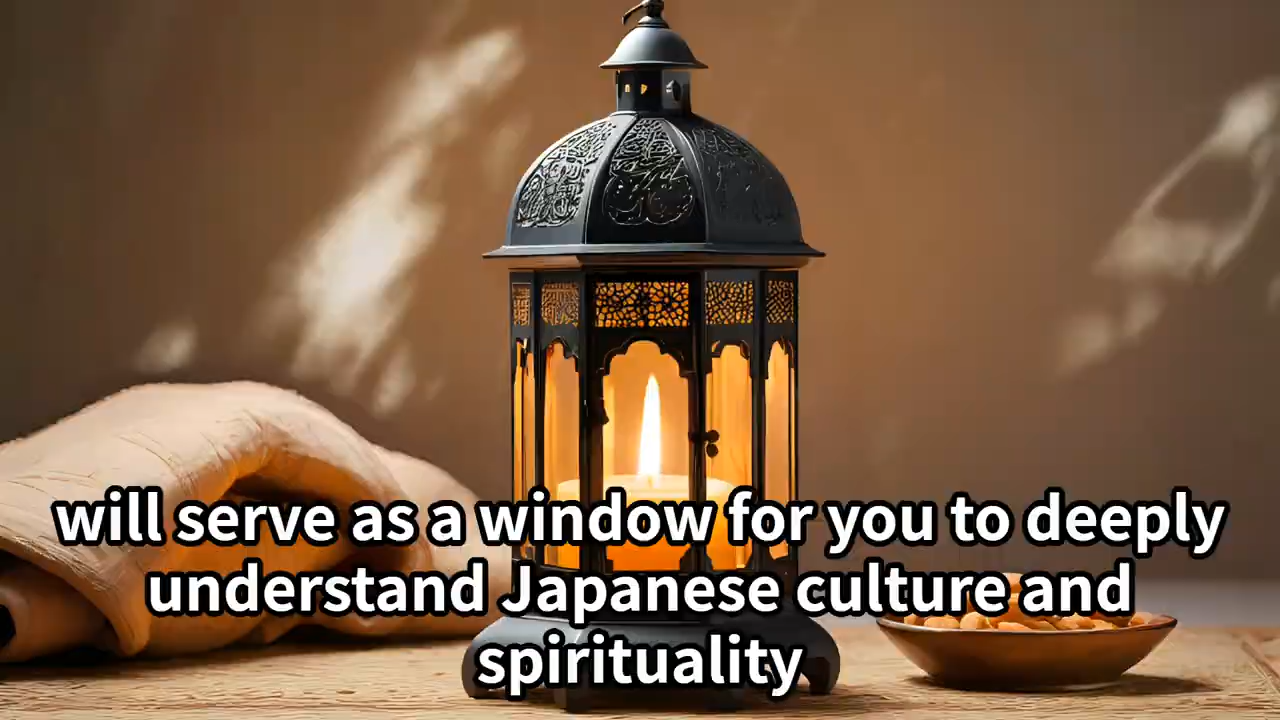 will serve as a window for you to deeply
understand Japanese culture and
spirituality